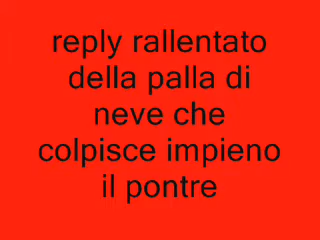 reply rallentato
della palla di
neve che
colpisce impieno
il pontre